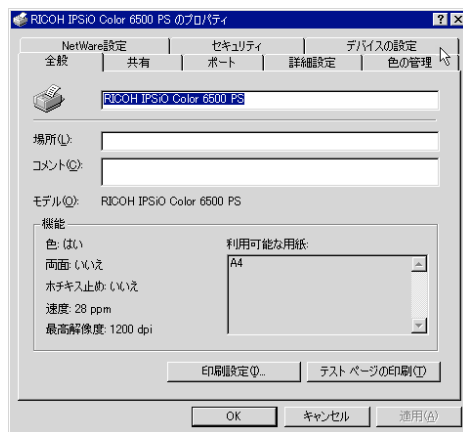 RICOH IPSiO Color 6500 PS のプロパティ
NetWare設定 セキュリティ デバイスの設定
全般 共有 ポート 詳細設定 色の管理
RICOH IPSiO Color 6500 PS
場所(L):
コメント(C):
モデル(O): RICOH IPSiO Color 6500 PS
機能
色: はい 利用可能な用紙:
両面: いいえ A4
ホチキス止め: いいえ
速度: 28 ppm
最高解像度: 1200 dpi
印刷設定(I)... テスト ページの印刷(T)
OK キャンセル 適用(A)